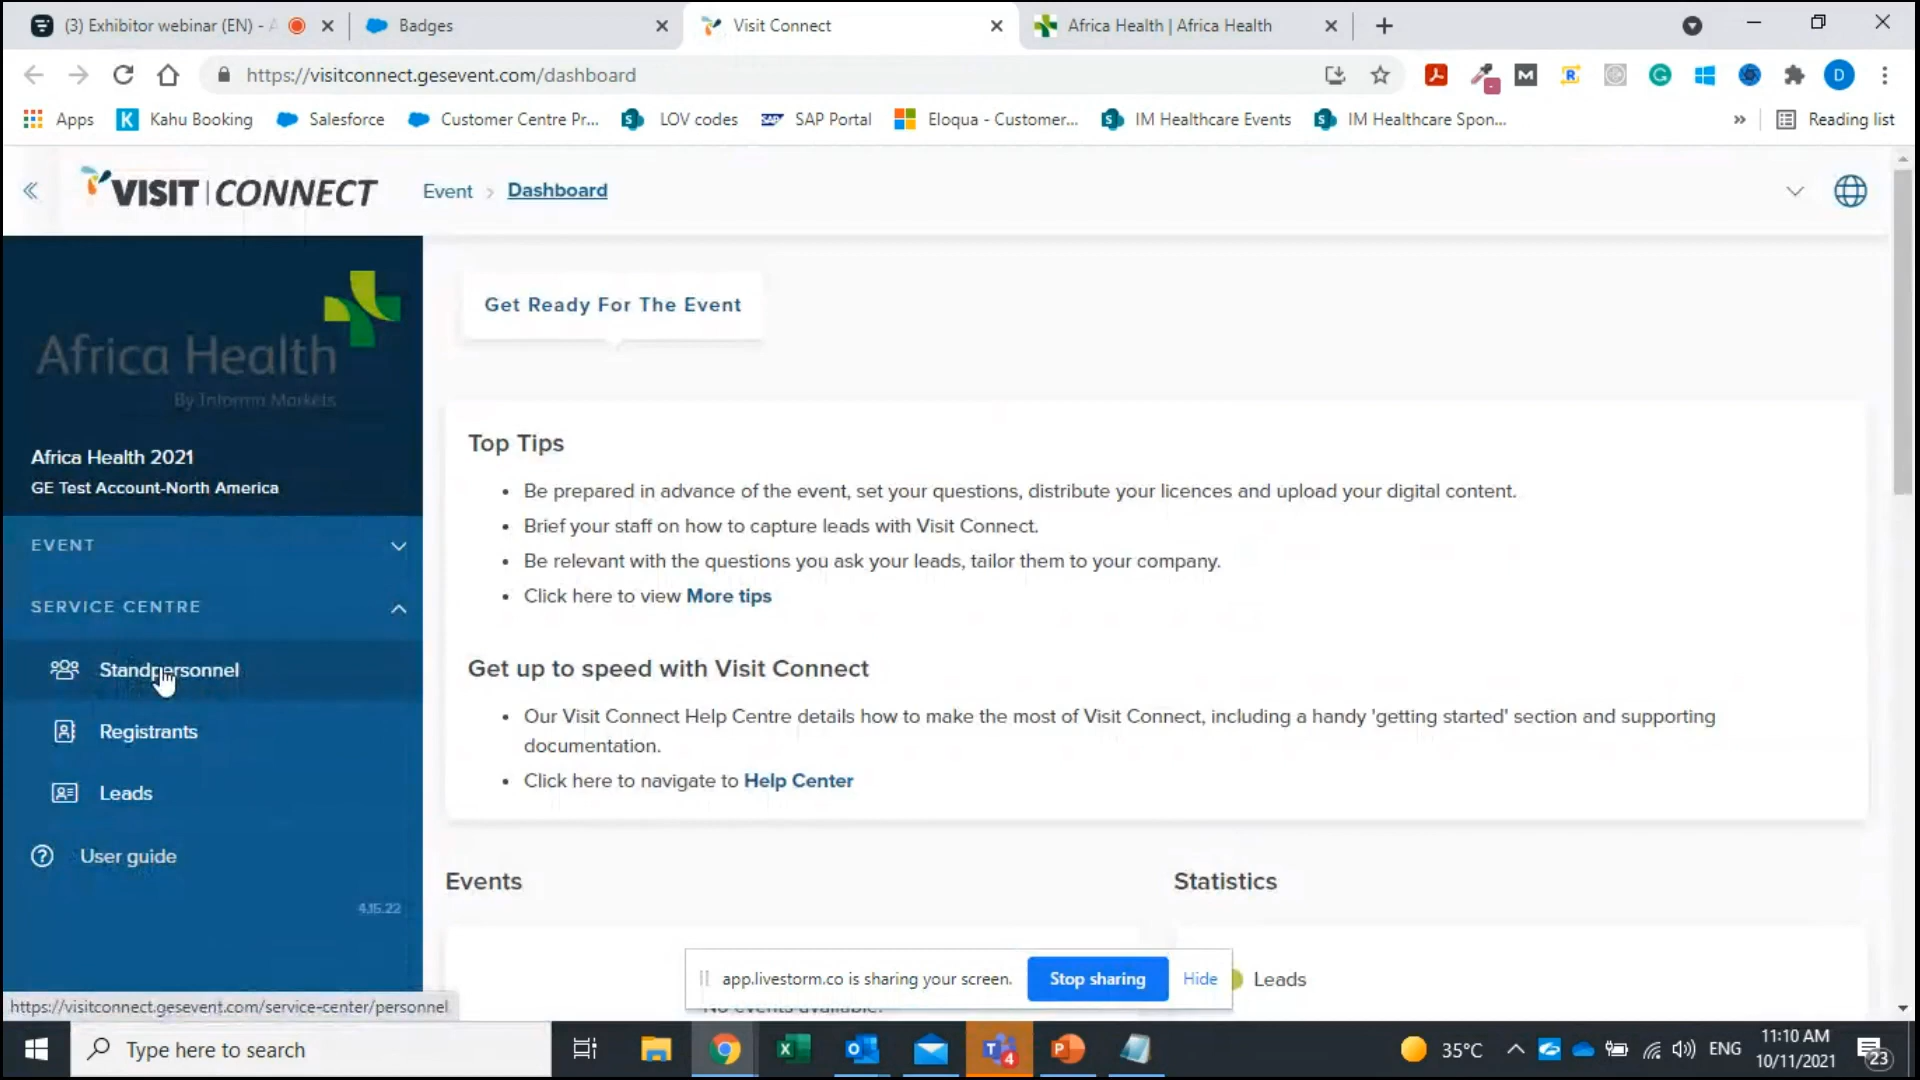 (3) Exhibitor webinar (EN) -
Badges
Visit Connect
Africa Health | Africa Health
https://visitconnect.gesevent.com/dashboard
D
Apps
Kahu Booking
Salesforce
Customer Centre Pr...
LOV codes
SAP Portal
Eloqua - Customer...
IM Healthcare Events
IM Healthcare Spon...
»
Reading list
VISIT | CONNECT
Event > Dashboard
Africa Health
By Informa Markets
Africa Health 2021
GE Test Account-North America
EVENT
SERVICE CENTRE
Standpersonnel
Registrants
Leads
User guide
4.15.22
Get Ready For The Event
Top Tips
• Be prepared in advance of the event, set your questions, distribute your licences and upload your digital content.
• Brief your staff on how to capture leads with Visit Connect.
• Be relevant with the questions you ask your leads, tailor them to your company.
• Click here to view More tips
Get up to speed with Visit Connect
• Our Visit Connect Help Centre details how to make the most of Visit Connect, including a handy 'getting started' section and supporting
documentation.
• Click here to navigate to Help Center
Events
Statistics
No events available.
Leads
app.livestorm.co is sharing your screen.
Stop sharing
Hide
https://visitconnect.gesevent.com/service-center/personnel
Type here to search
4
35°C
ENG
11:10 AM
10/11/2021
23